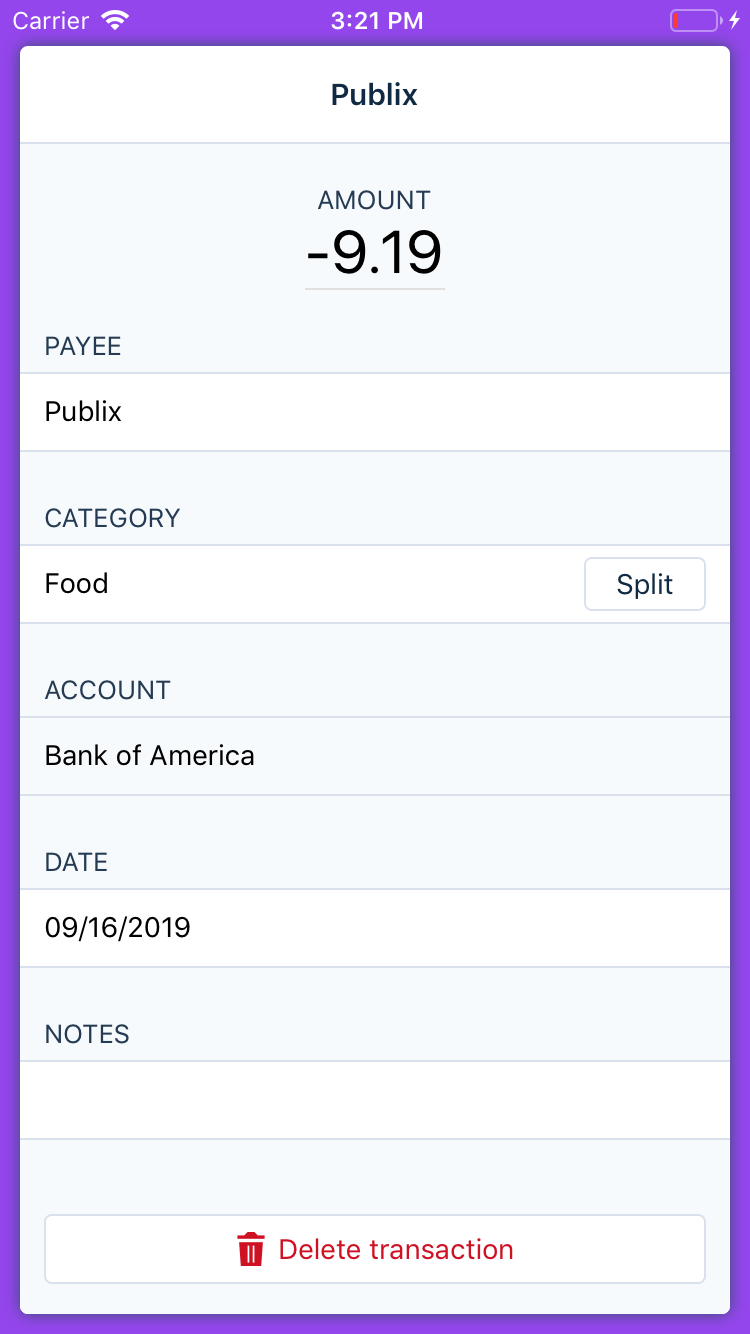 Carrier 3:21 PM
Publix
AMOUNT
-9.19
PAYEE
Publix
CATEGORY
Food Split
ACCOUNT
Bank of America
DATE
09/16/2019
NOTES
Delete transaction